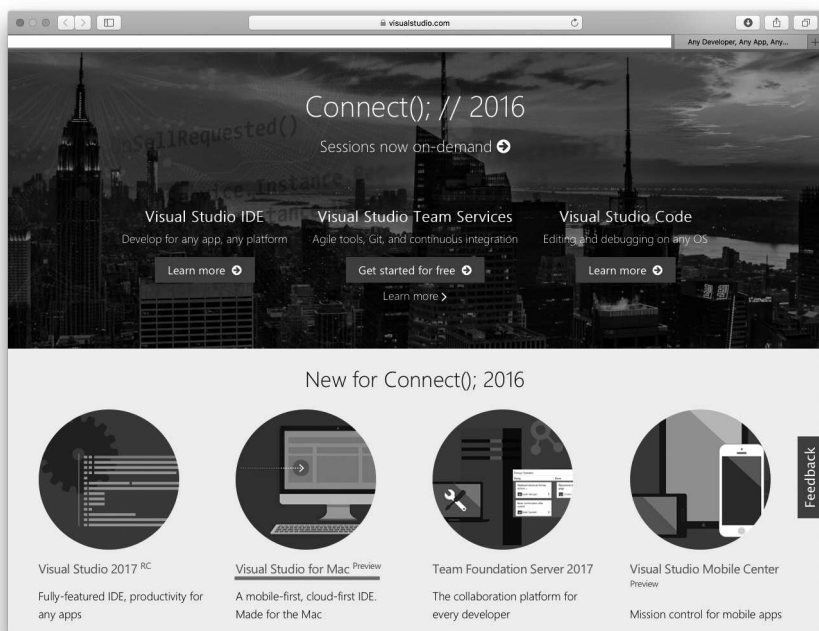 visualstudio.com
Any Developer, Any App, Any...
Connect(); // 2016
Sessions now on-demand
Visual Studio IDE
Develop for any app, any platform
Learn more
Visual Studio Team Services
Agile tools, Git, and continuous integration
Get started for free
Learn more
Visual Studio Code
Editing and debugging on any OS
Learn more
New for Connect(); 2016
Visual Studio 2017 RC
Fully-featured IDE, productivity for
any apps
Visual Studio for Mac Preview
A mobile-first, cloud-first IDE.
Made for the Mac
Team Foundation Server 2017
The collaboration platform for
every developer
Visual Studio Mobile Center
Preview
Mission control for mobile apps
Feedback